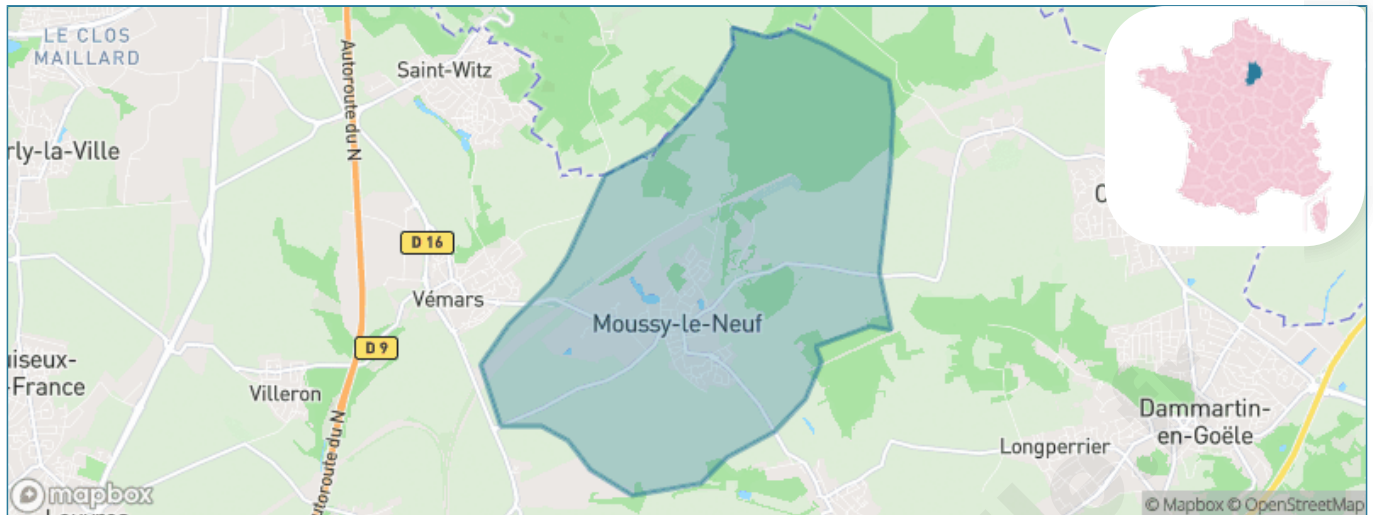 LE CLOS
MAILLARD
Autoroute du N
Saint-Witz
rly-la-Ville
D 16
Vémars
Moussy-le-Neuf
D 9
uiseux-
-France
Villeron
Autoroute du N
Dammartin-
en-Goële
Longperrier
mapbox
© Mapbox © OpenStreetMap